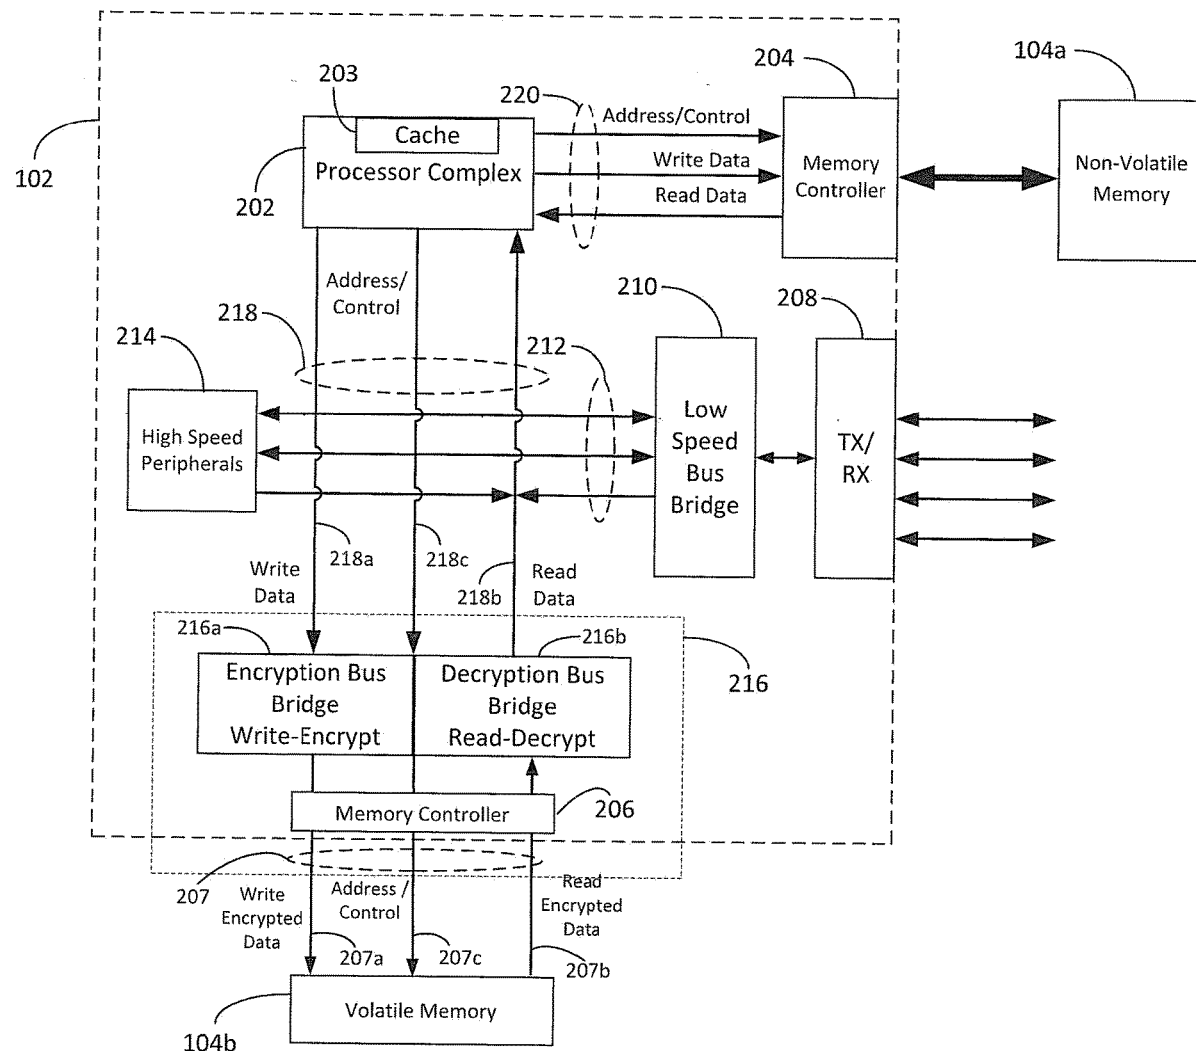 203
220
204
104a
Cache
Address/Control
102
Processor Complex
Write Data
Memory
Controller
Non-Volatile
Memory
202
Read Data
Address/
Control
210
208
218
214
212
High Speed
Peripherals
Low
Speed
Bus
Bridge
TX/
RX
218a
218c
218b
Write
Data
Read
Data
216a
216b
216
Encryption Bus
Bridge
Write-Encrypt
Decryption Bus
Bridge
Read-Decrypt
Memory Controller
206
207
Write
Encrypted
Data
Address /
Control
Read
Encrypted
Data
207a
207c
207b
Volatile Memory
104b